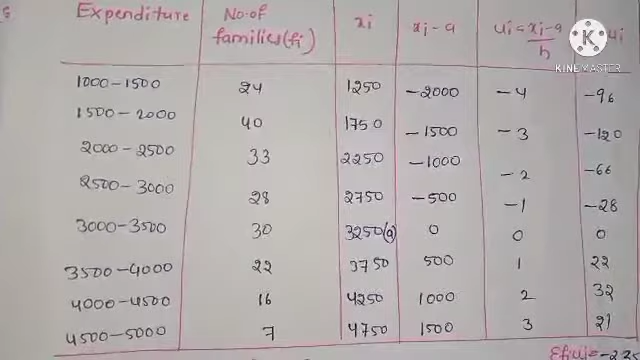 Expenditure No. of families (fi) xi xi - a ui = xi - a / h ui
KINEMASTER
1000 - 1500 24 1250 -2000 -4 -96
1500 - 2000 40 1750 -1500 -3 -120
2000 - 2500 33 2250 -1000 -2 -66
2500 - 3000 28 2750 -500 -1 -28
3000 - 3500 30 3250(a) 0 0 0
3500 - 4000 22 3750 500 1 22
4000 - 4500 16 4250 1000 2 32
4500 - 5000 7 4750 1500 3 21
Σfiui = -235